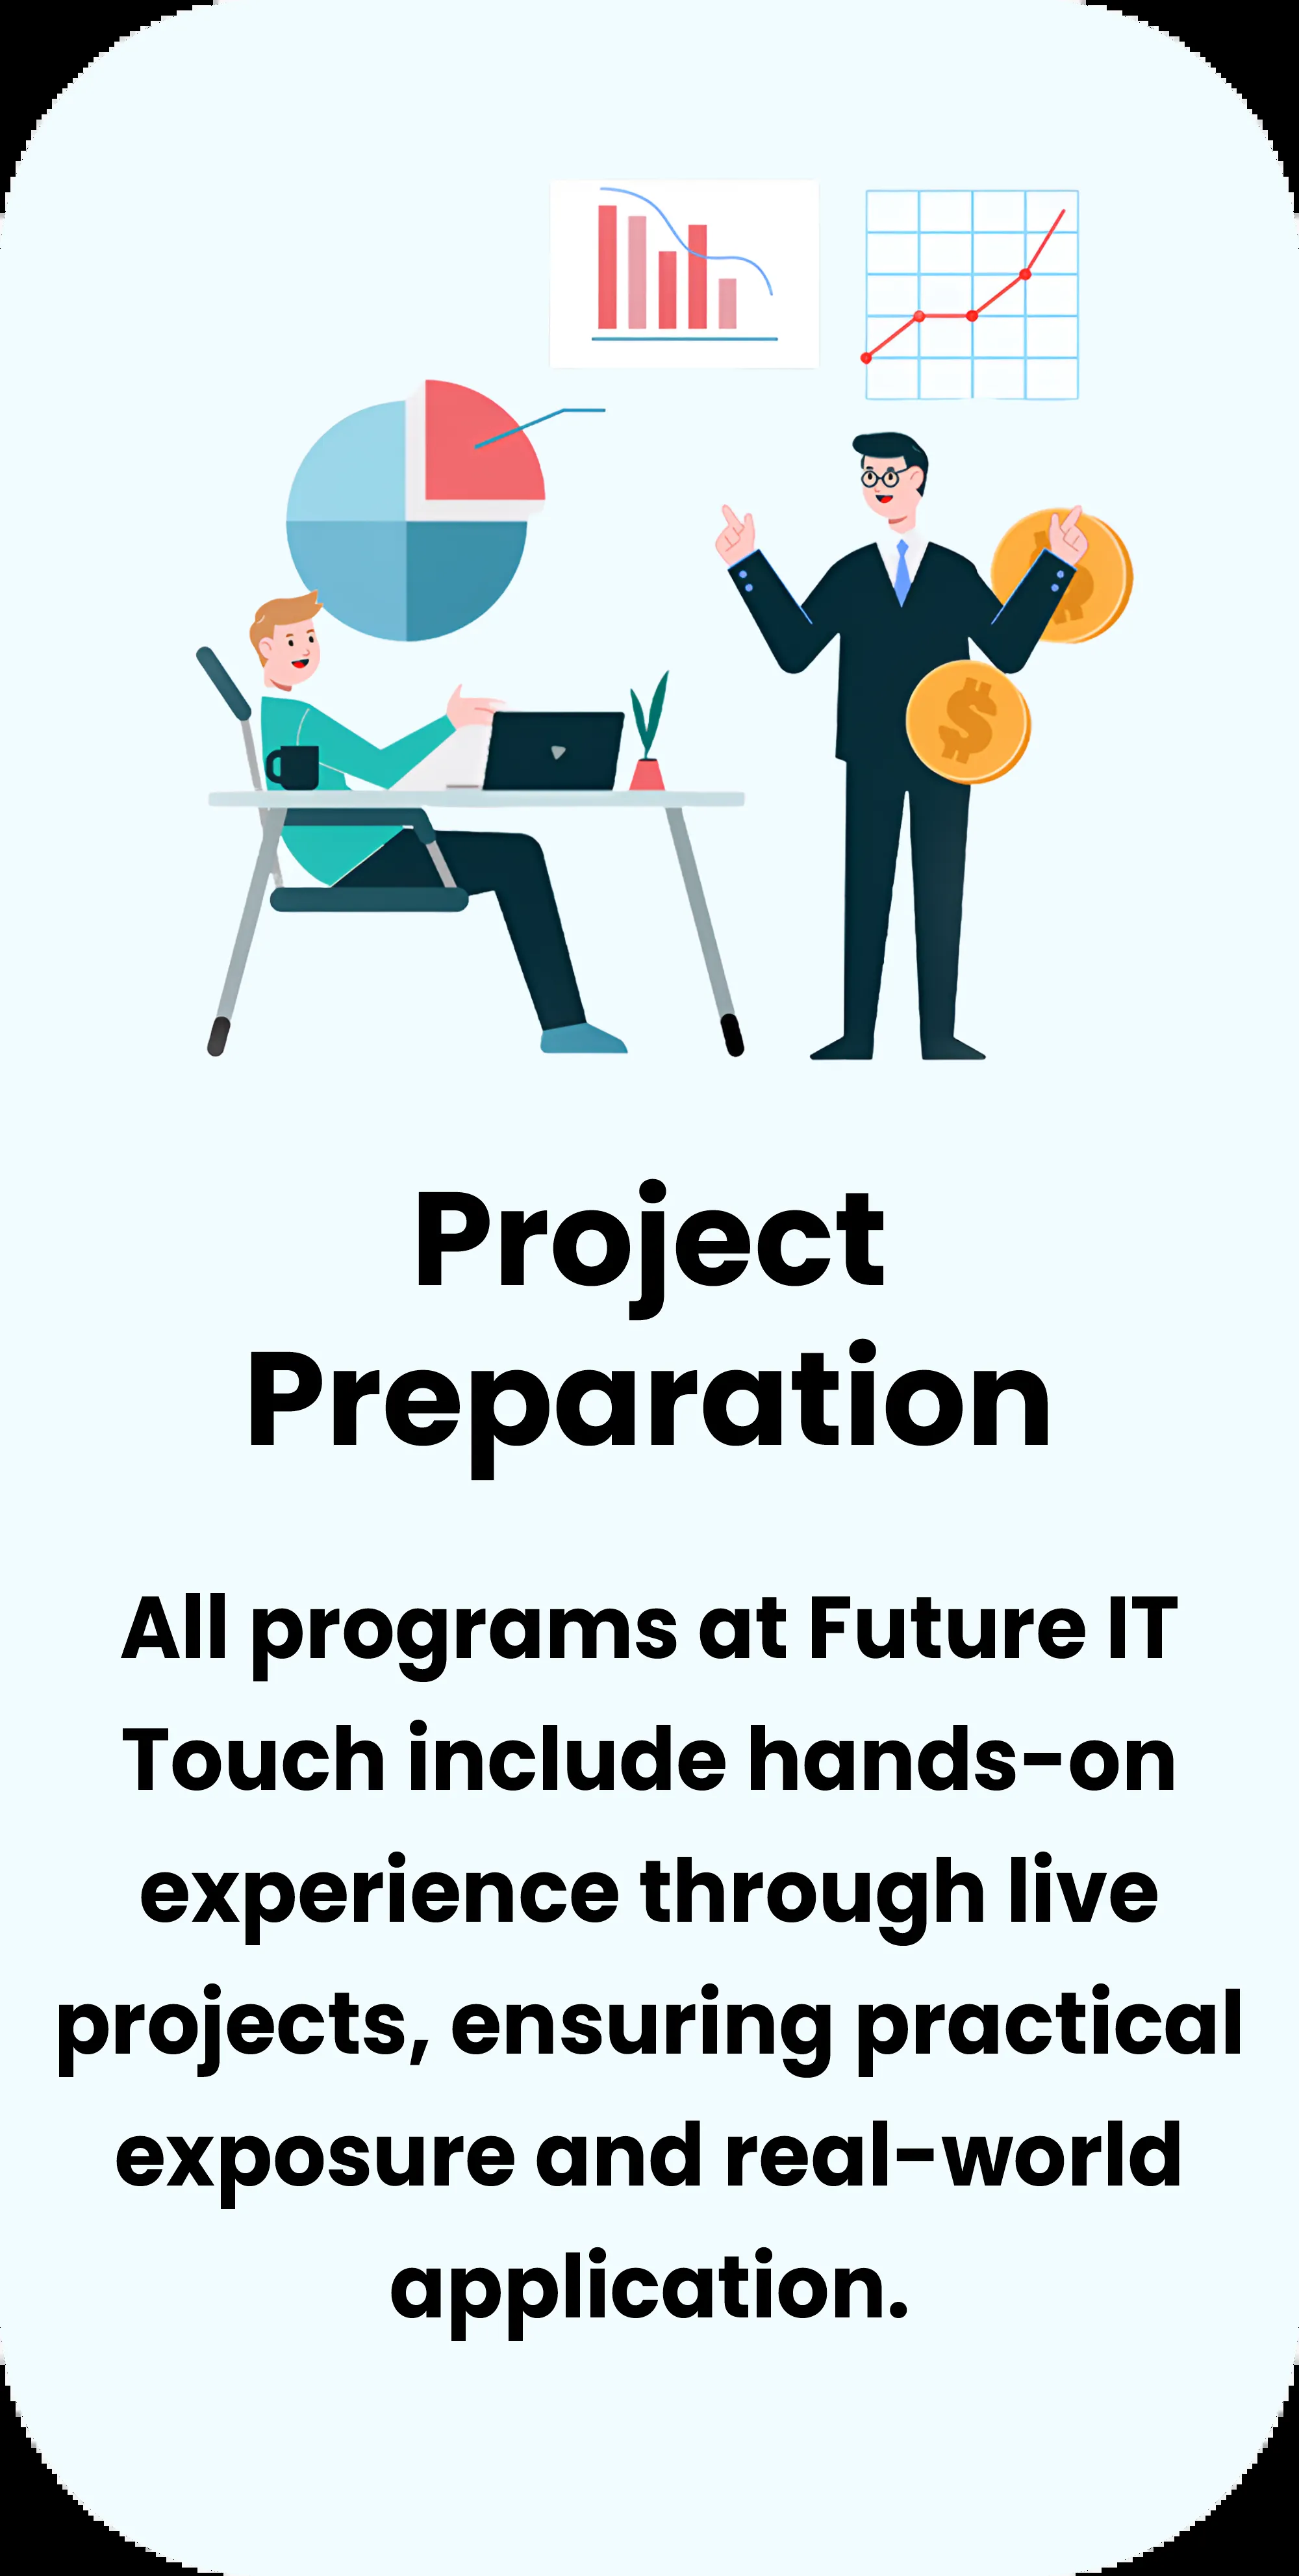 Project
Preparation
All programs at Future IT
Touch include hands-on
experience through live
projects, ensuring practical
exposure and real-world
application.